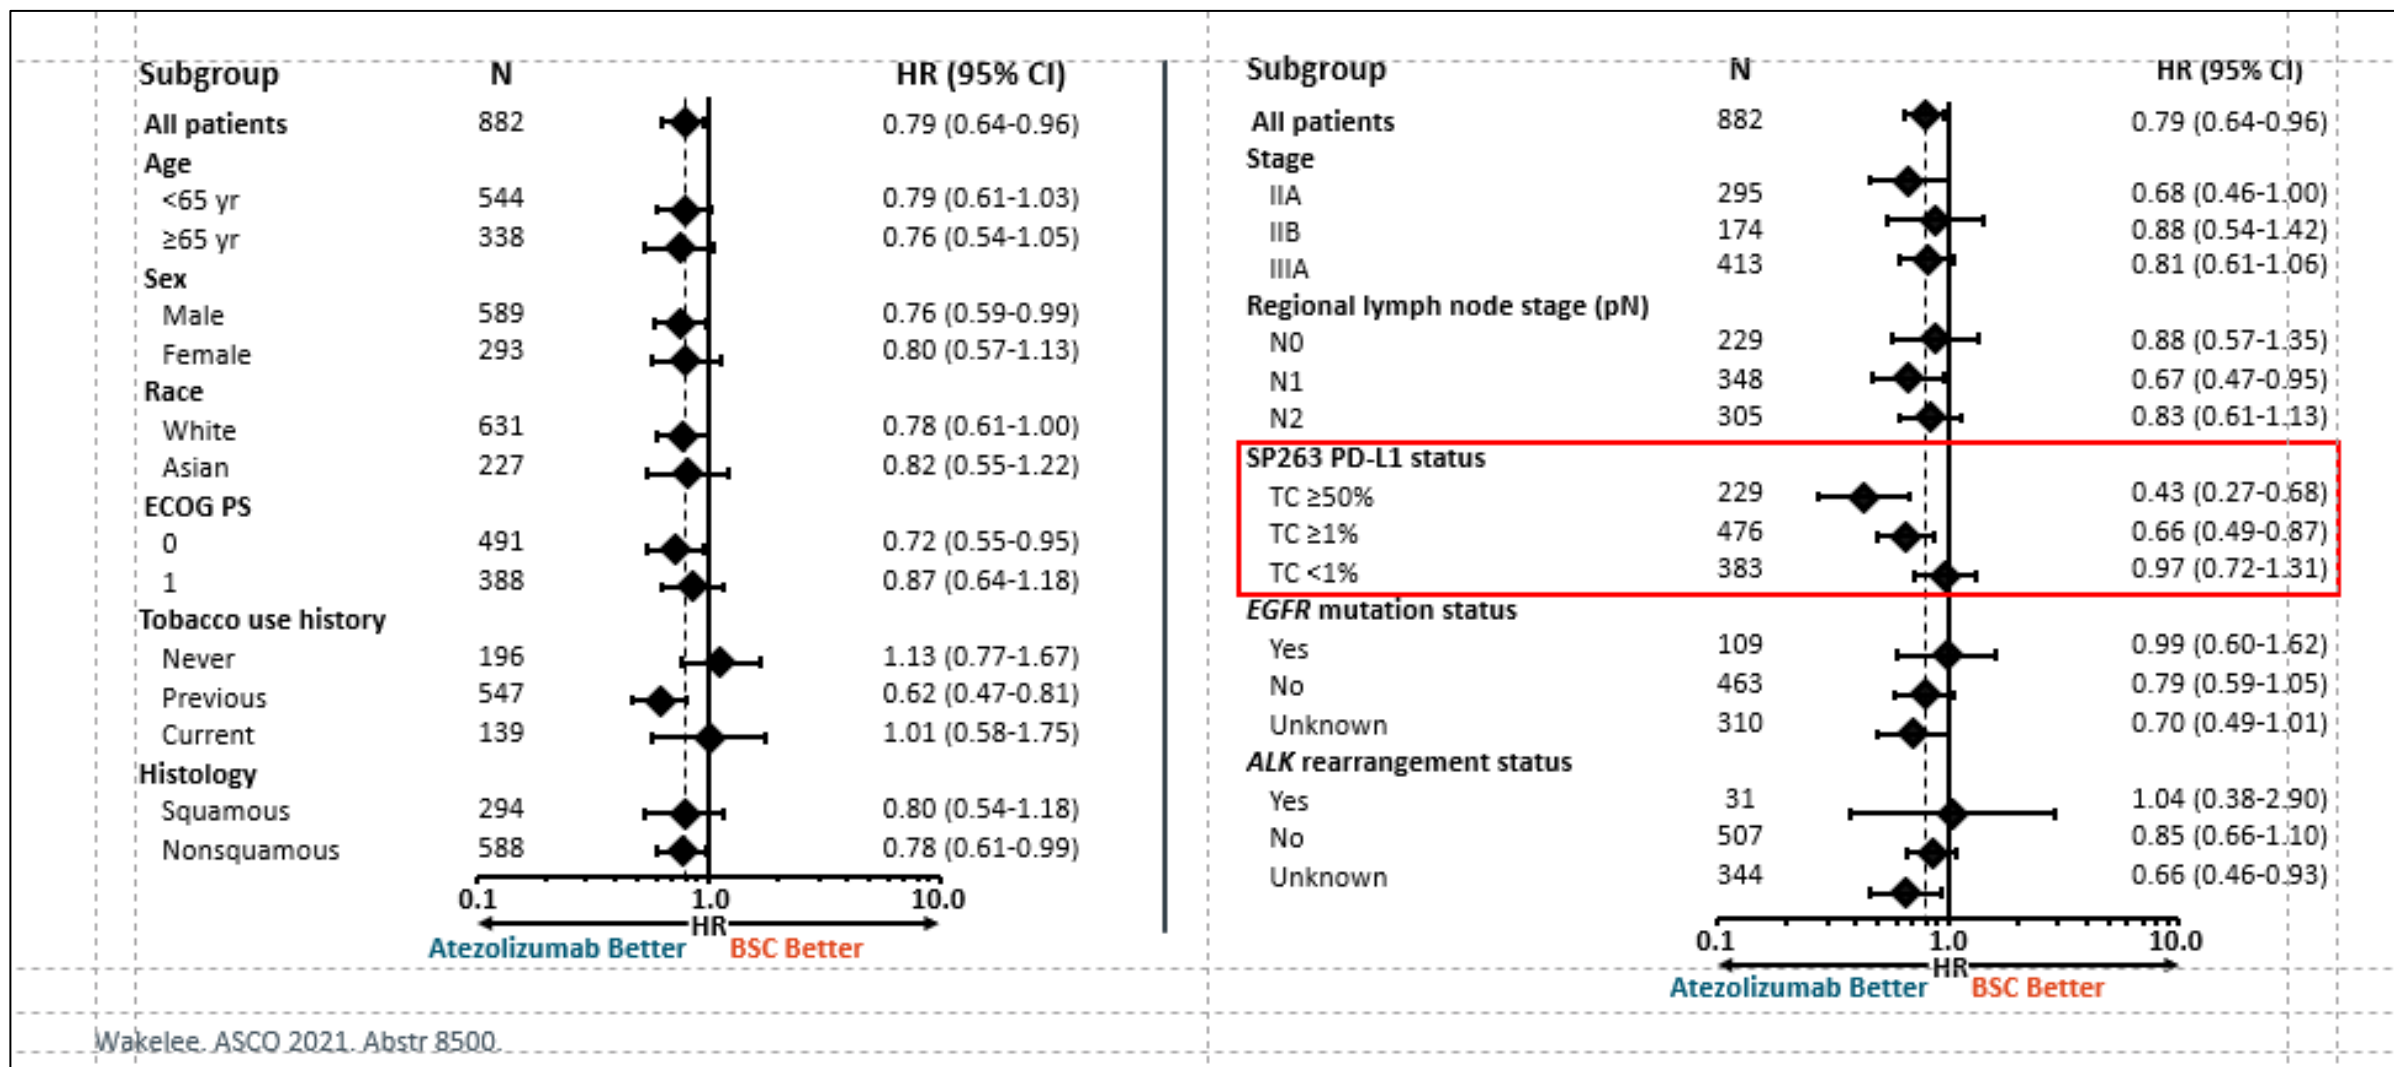 Subgroup N HR (95% CI)
All patients 882 0.79 (0.64-0.96)
Age
<65 yr 544 0.79 (0.61-1.03)
≥65 yr 338 0.76 (0.54-1.05)
Sex
Male 589 0.76 (0.59-0.99)
Female 293 0.80 (0.57-1.13)
Race
White 631 0.78 (0.61-1.00)
Asian 227 0.82 (0.55-1.22)
ECOG PS
0 491 0.72 (0.55-0.95)
1 388 0.87 (0.64-1.18)
Tobacco use history
Never 196 1.13 (0.77-1.67)
Previous 547 0.62 (0.47-0.81)
Current 139 1.01 (0.58-1.75)
Histology
Squamous 294 0.80 (0.54-1.18)
Nonsquamous 588 0.78 (0.61-0.99)
0.1 1.0 10.0
HR
Atezolizumab Better BSC Better
Subgroup N HR (95% CI)
All patients 882 0.79 (0.64-0.96)
Stage
IIA 295 0.68 (0.46-1.00)
IIB 174 0.88 (0.54-1.42)
IIIA 413 0.81 (0.61-1.06)
Regional lymph node stage (pN)
N0 229 0.88 (0.57-1.35)
N1 348 0.67 (0.47-0.95)
N2 305 0.83 (0.61-1.13)
SP263 PD-L1 status
TC ≥50% 229 0.43 (0.27-0.68)
TC ≥1% 476 0.66 (0.49-0.87)
TC <1% 383 0.97 (0.72-1.31)
EGFR mutation status
Yes 109 0.99 (0.60-1.62)
No 463 0.79 (0.59-1.05)
Unknown 310 0.70 (0.49-1.01)
ALK rearrangement status
Yes 31 1.04 (0.38-2.90)
No 507 0.85 (0.66-1.10)
Unknown 344 0.66 (0.46-0.93)
0.1 1.0 10.0
HR
Atezolizumab Better BSC Better
Wakelee. ASCO 2021. Abstr 8500.